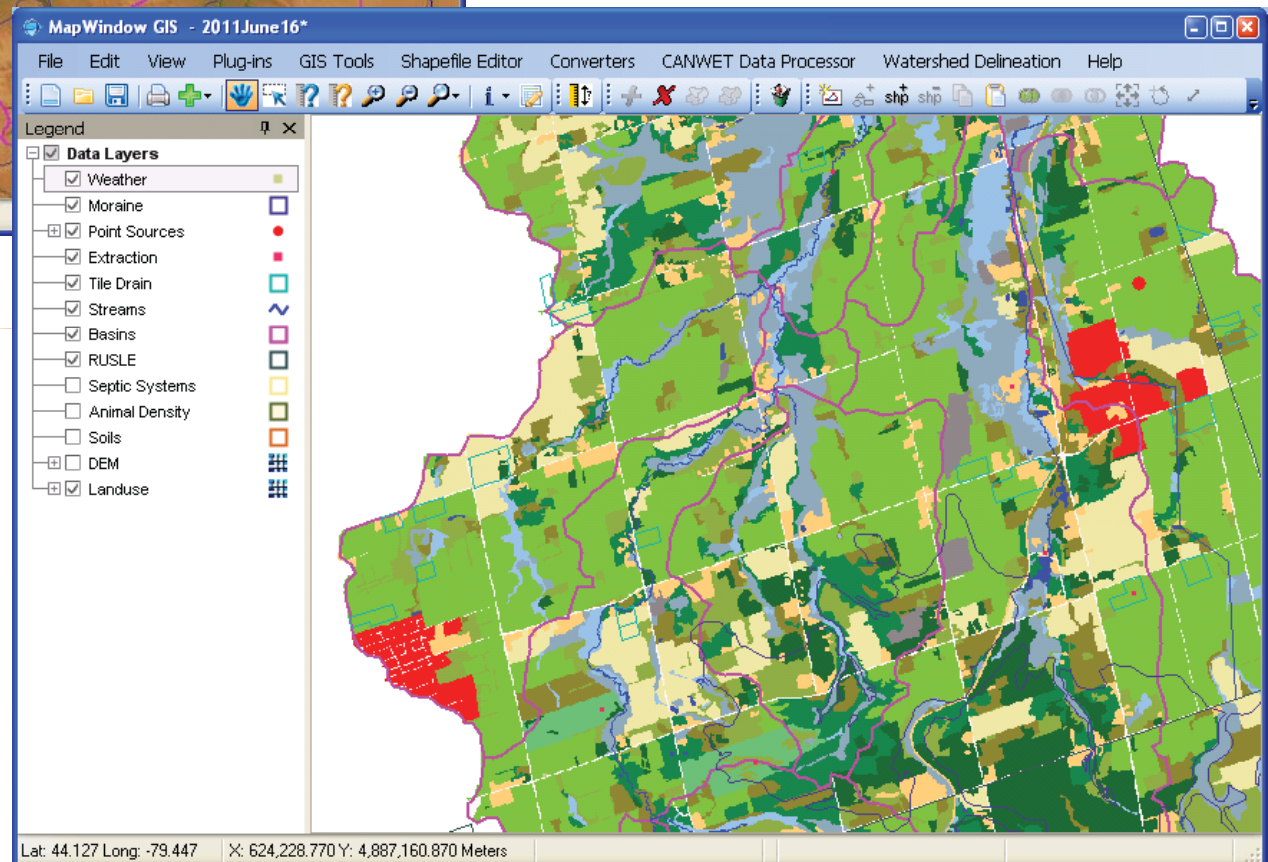 MapWindow GIS - 2011June16*
File Edit View Plug-ins GIS Tools Shapefile Editor Converters CANWET Data Processor Watershed Delineation Help
shp shp
Legend
Data Layers
Weather
Moraine
Point Sources
Extraction
Tile Drain
Streams
Basins
RUSLE
Septic Systems
Animal Density
Soils
DEM
Landuse
Lat: 44.127 Long: -79.447 X: 624,228.770 Y: 4,887,160.870 Meters